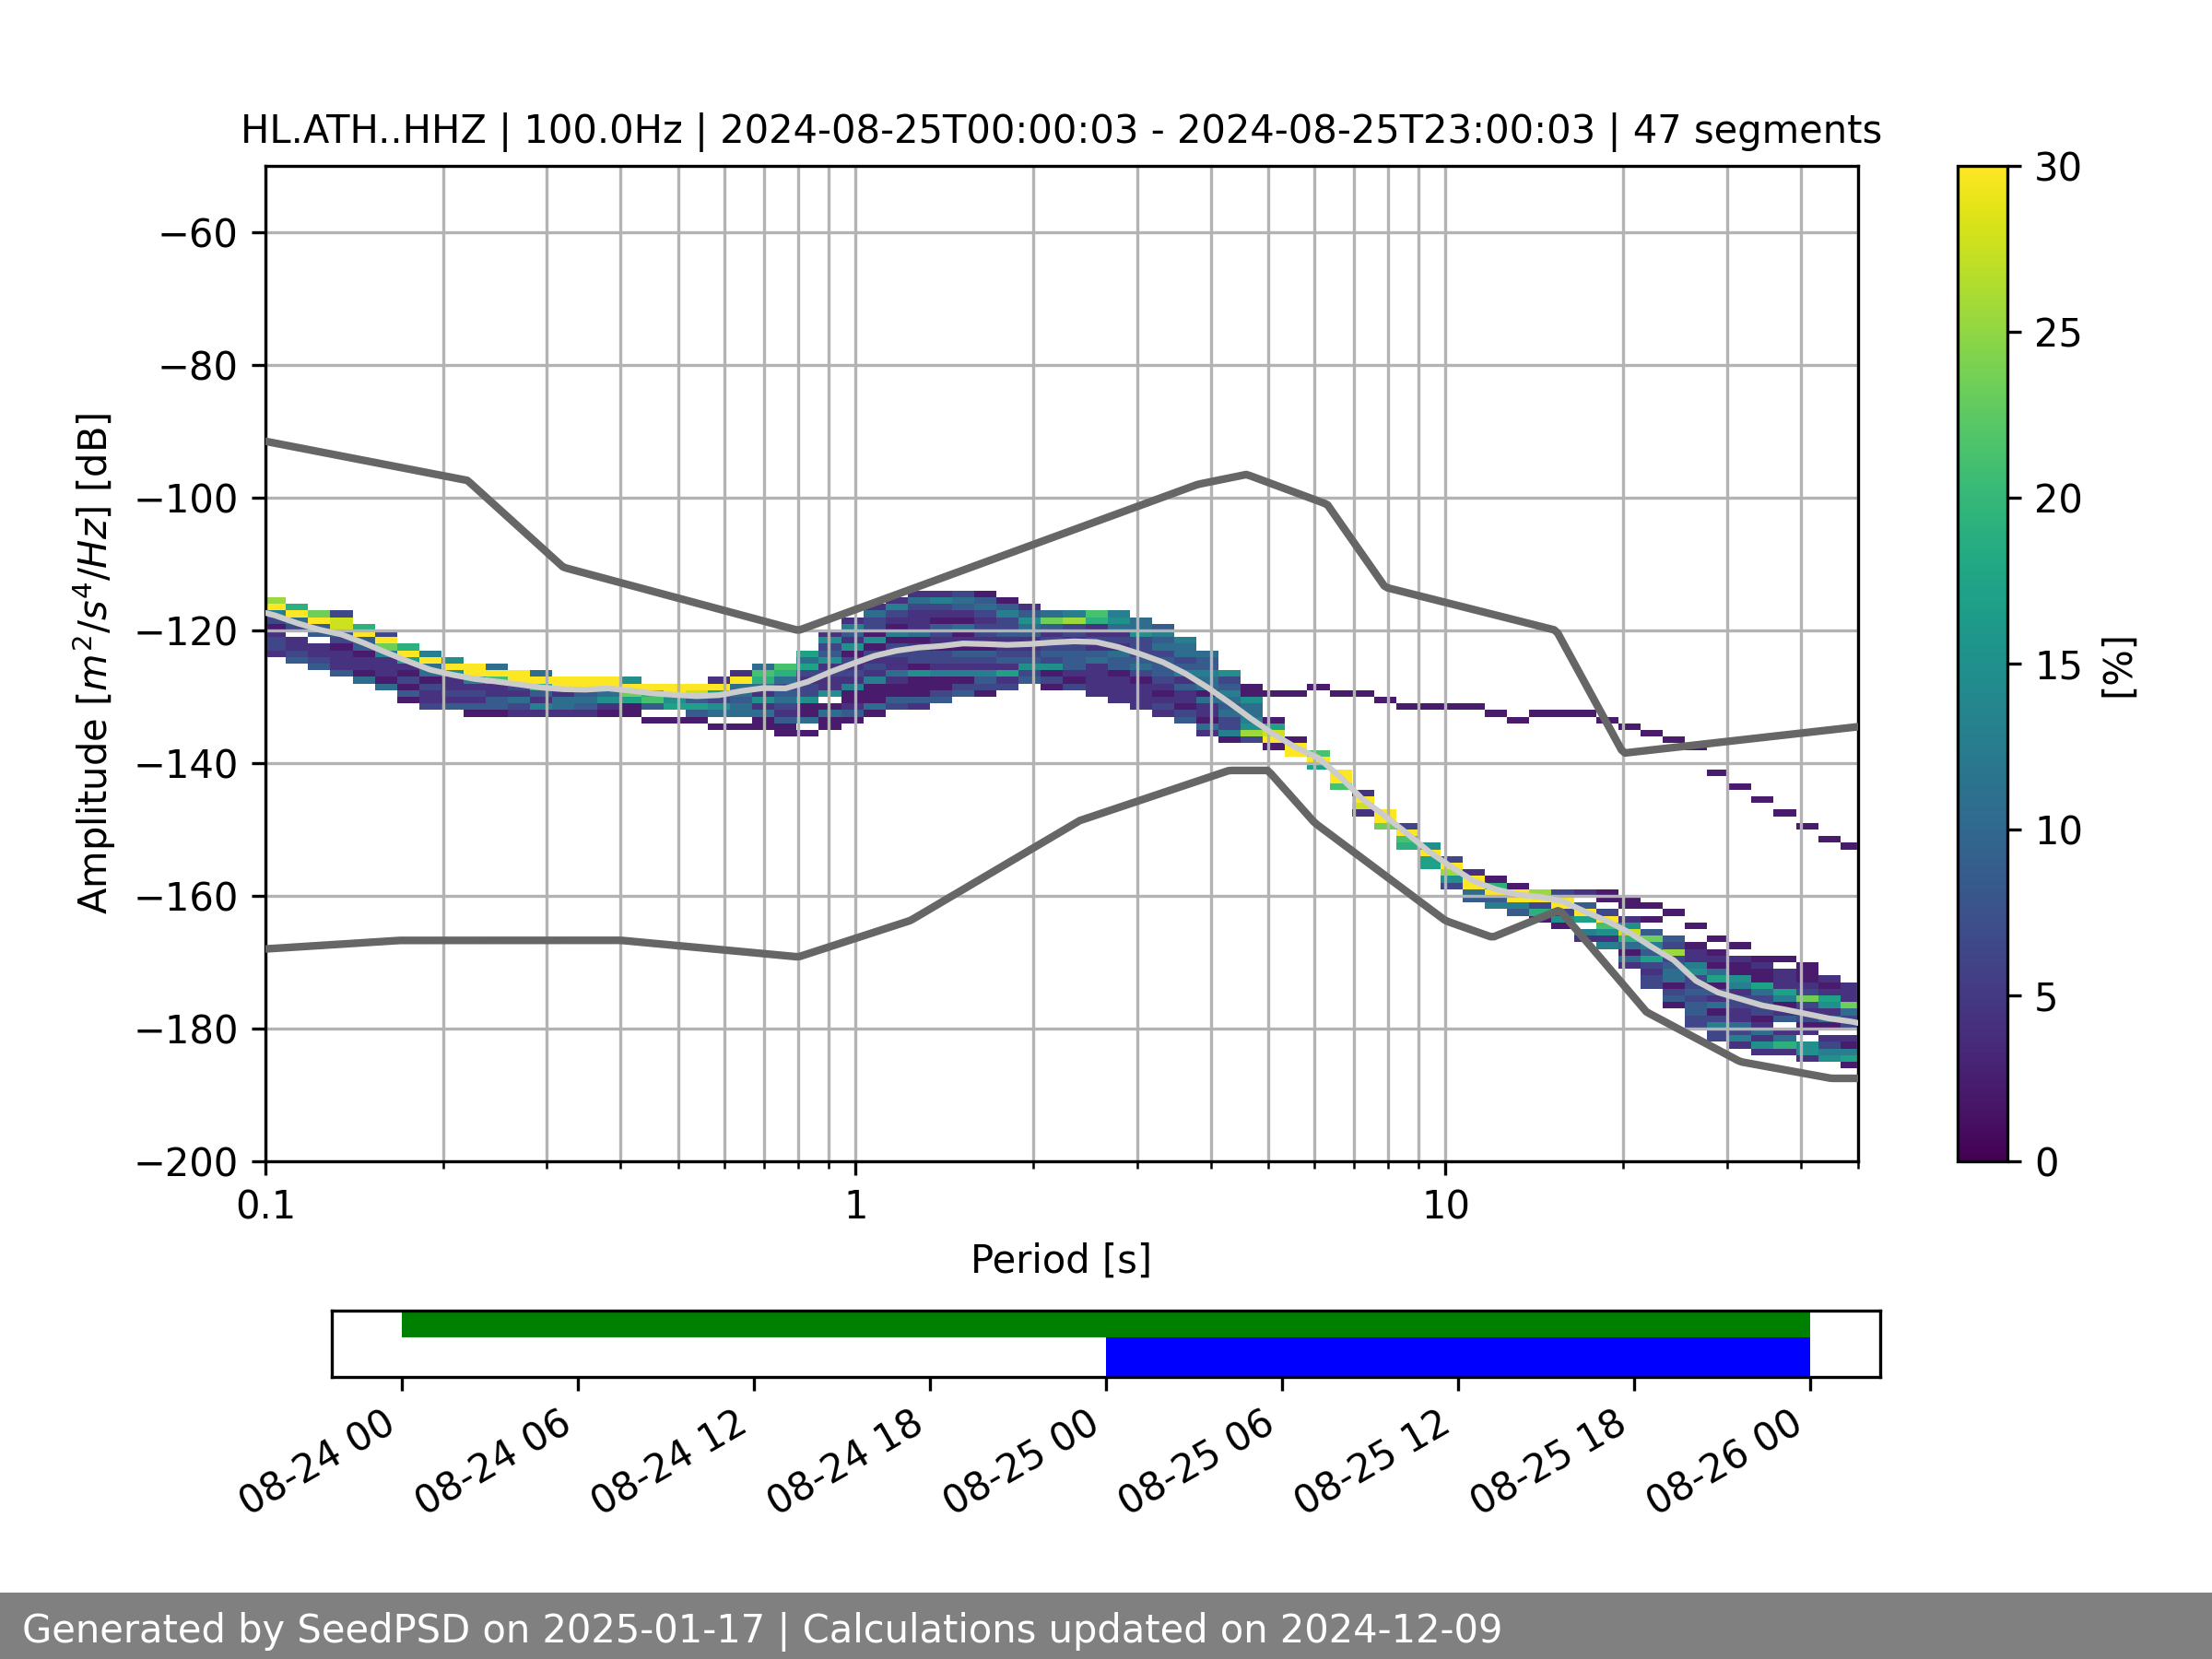 HL.ATH..HHZ | 100.0Hz | 2024-08-25T00:00:03 - 2024-08-25T23:00:03 | 47 segments
Amplitude [m²/s⁴/Hz] [dB]
−60
−80
−100
−120
−140
−160
−180
−200
0.1 1 10
Period [s]
30
25
20
15
10
5
0
[%]
08-24 00 08-24 06 08-24 12 08-24 18 08-25 00 08-25 06 08-25 12 08-25 18 08-26 00
Generated by SeedPSD on 2025-01-17 | Calculations updated on 2024-12-09